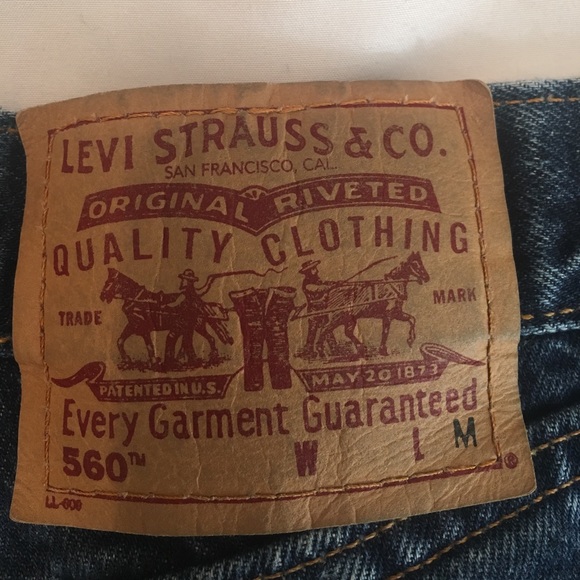 LEVI STRAUSS & CO.
SAN FRANCISCO, CAL.
ORIGINAL RIVETED
QUALITY CLOTHING
TRADE MARK
PATENTED IN U.S. MAY 20 1873
Every Garment Guaranteed
560™ W L M
®